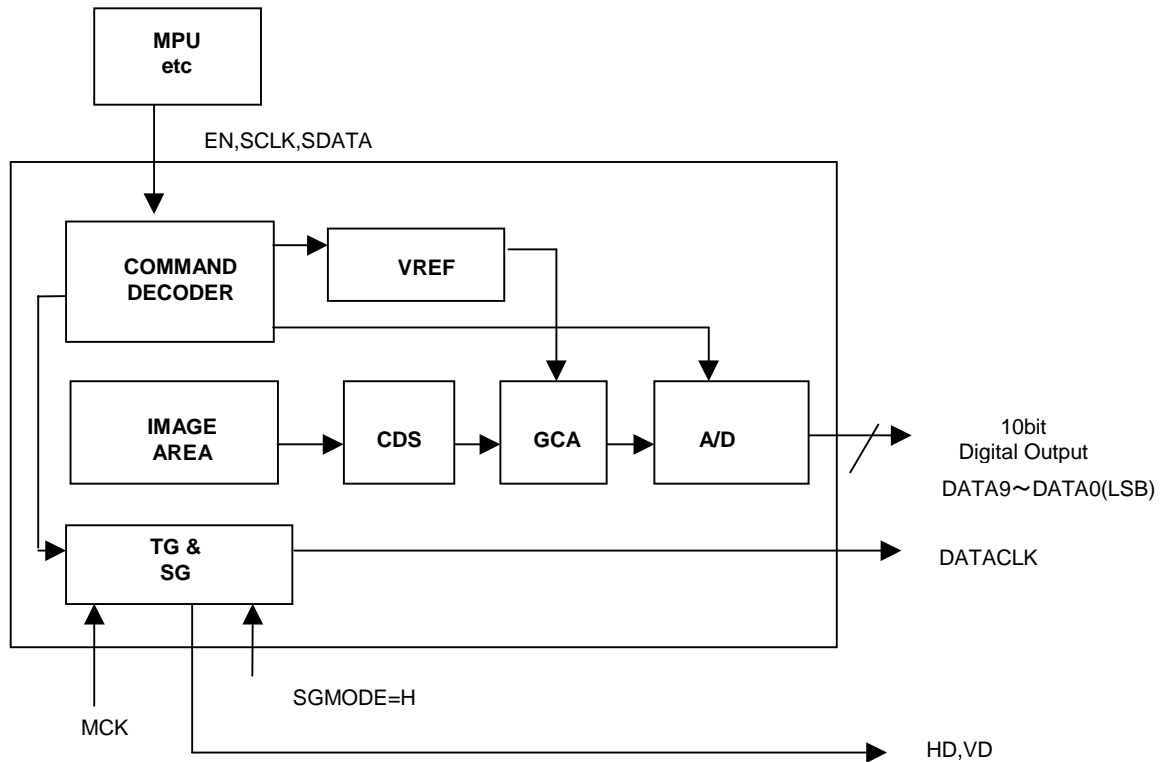 MPU
etc
EN,SCLK,SDATA
COMMAND
DECODER
VREF
IMAGE
AREA
CDS
GCA
A/D
10bit
Digital Output
DATA9～DATA0(LSB)
TG &
SG
DATACLK
SGMODE=H
MCK
HD,VD